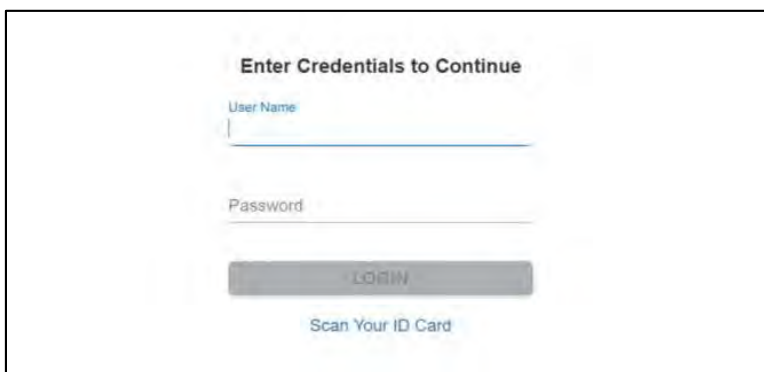 Enter Credentials to Continue
User Name
Password
LOGIN
Scan Your ID Card